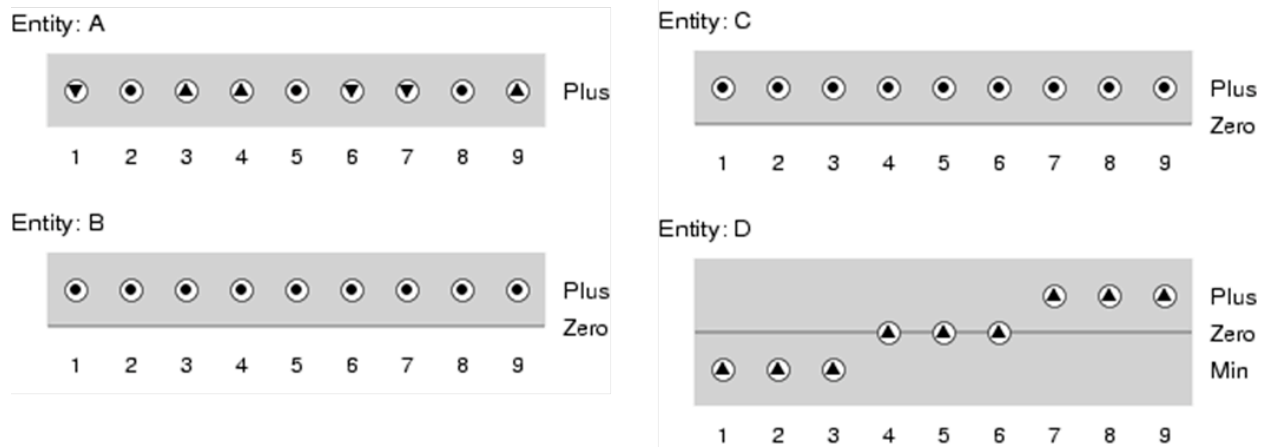 Entity: A
Plus
1 2 3 4 5 6 7 8 9
Entity: B
Plus
Zero
1 2 3 4 5 6 7 8 9
Entity: C
Plus
Zero
1 2 3 4 5 6 7 8 9
Entity: D
Plus
Zero
Min
1 2 3 4 5 6 7 8 9